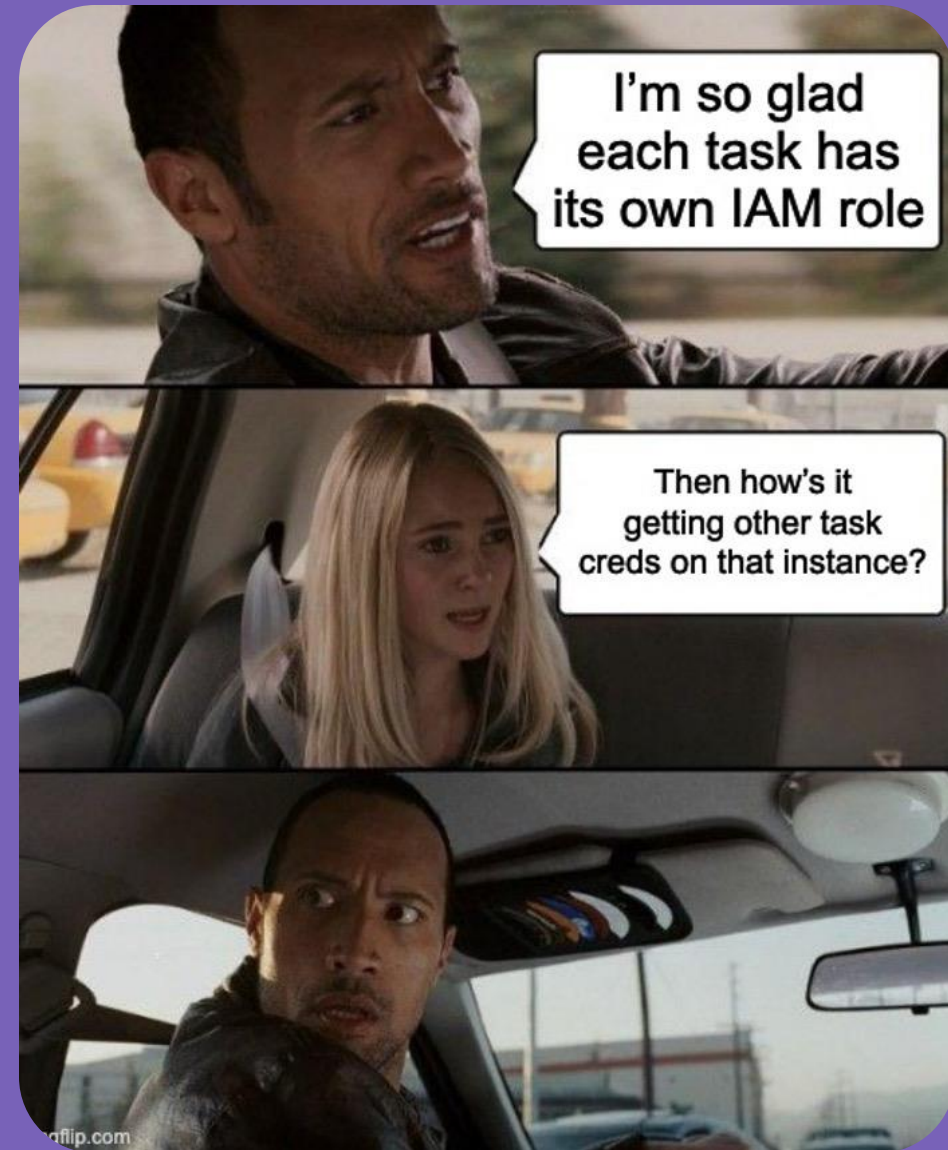 I'm so glad
each task has
its own IAM role
Then how's it
getting other task
creds on that instance?